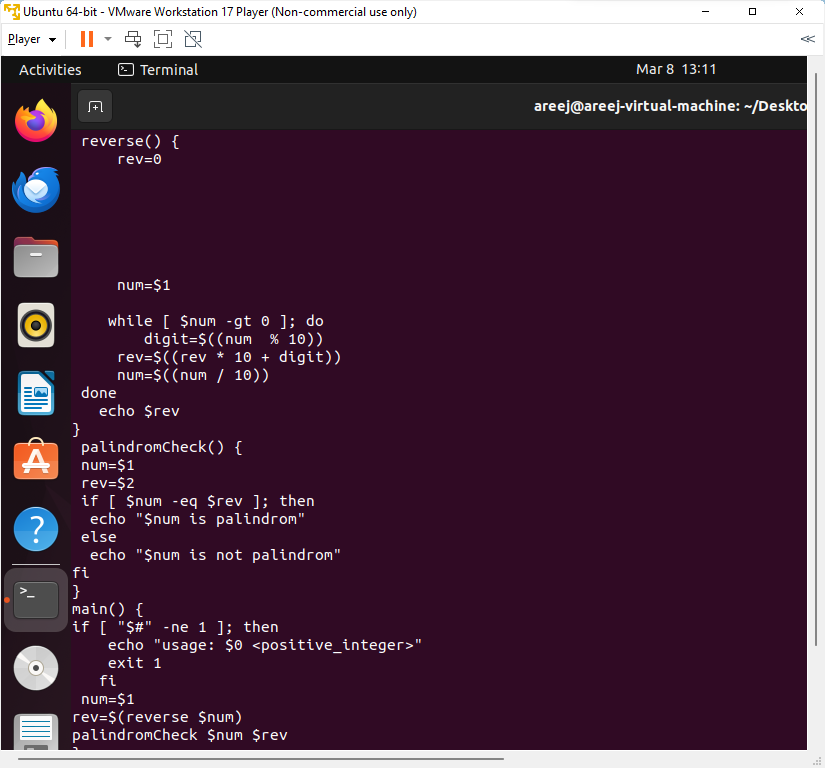 Ubuntu 64-bit - VMware Workstation 17 Player (Non-commercial use only)
Player
Activities
Terminal
Mar 8 13:11
areej@areej-virtual-machine: ~/Deskto
reverse() {
rev=0
num=$1
while [ $num -gt 0 ]; do
digit=$((num  % 10))
rev=$((rev * 10 + digit))
num=$((num / 10))
done
echo $rev
}
palindromCheck() {
num=$1
rev=$2
if [ $num -eq $rev ]; then
echo "$num is palindrom"
else
echo "$num is not palindrom"
fi
}
main() {
if [ "$#" -ne 1 ]; then
echo "usage: $0 <positive_integer>"
exit 1
fi
num=$1
rev=$(reverse $num)
palindromCheck $num $rev